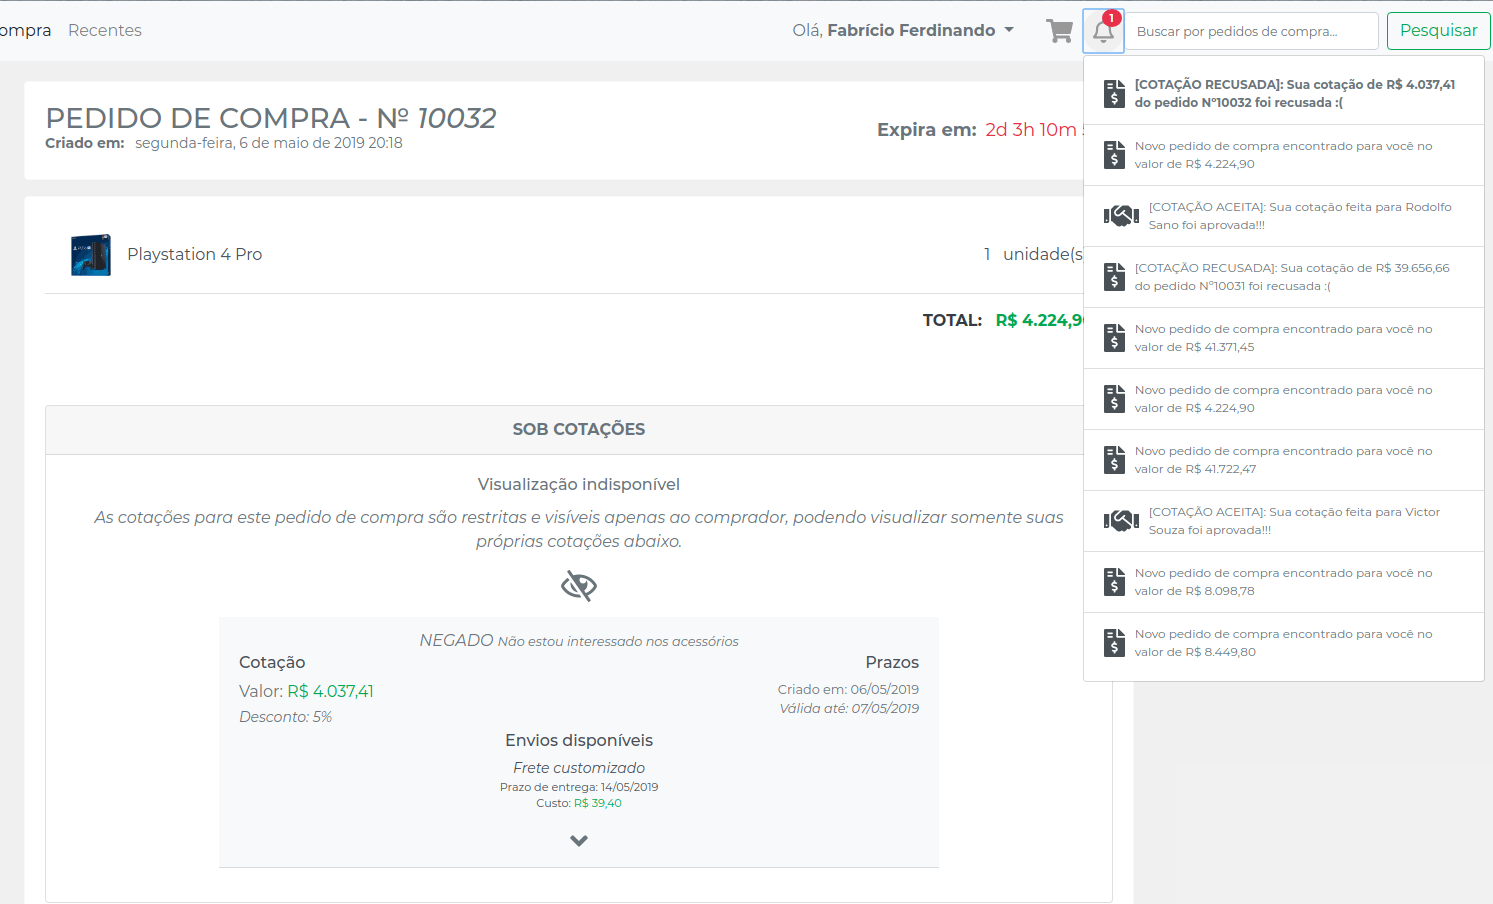 ompra Recentes
Olá, Fabrício Ferdinando
1
Buscar por pedidos de compra...
Pesquisar
PEDIDO DE COMPRA - Nº 10032
Criado em: segunda-feira, 6 de maio de 2019 20:18
Expira em: 2d 3h 10m
Playstation 4 Pro
1 unidade(s
TOTAL: R$ 4.224,9
SOB COTAÇÕES
Visualização indisponível
As cotações para este pedido de compra são restritas e visíveis apenas ao comprador, podendo visualizar somente suas
próprias cotações abaixo.
NEGADO Não estou interessado nos acessórios
Cotação
Valor: R$ 4.037,41
Desconto: 5%
Prazos
Criado em: 06/05/2019
Válida até: 07/05/2019
Envios disponíveis
Frete customizado
Prazo de entrega: 14/05/2019
Custo: R$ 39,40
[COTAÇÃO RECUSADA]: Sua cotação de R$ 4.037,41
do pedido Nº10032 foi recusada :(
Novo pedido de compra encontrado para você no
valor de R$ 4.224,90
[COTAÇÃO ACEITA]: Sua cotação feita para Rodolfo
Sano foi aprovada!!!
[COTAÇÃO RECUSADA]: Sua cotação de R$ 39.656,66
do pedido Nº10031 foi recusada :(
Novo pedido de compra encontrado para você no
valor de R$ 41.371,45
Novo pedido de compra encontrado para você no
valor de R$ 4.224,90
Novo pedido de compra encontrado para você no
valor de R$ 41.722,47
[COTAÇÃO ACEITA]: Sua cotação feita para Victor
Souza foi aprovada!!!
Novo pedido de compra encontrado para você no
valor de R$ 8.098,78
Novo pedido de compra encontrado para você no
valor de R$ 8.449,80